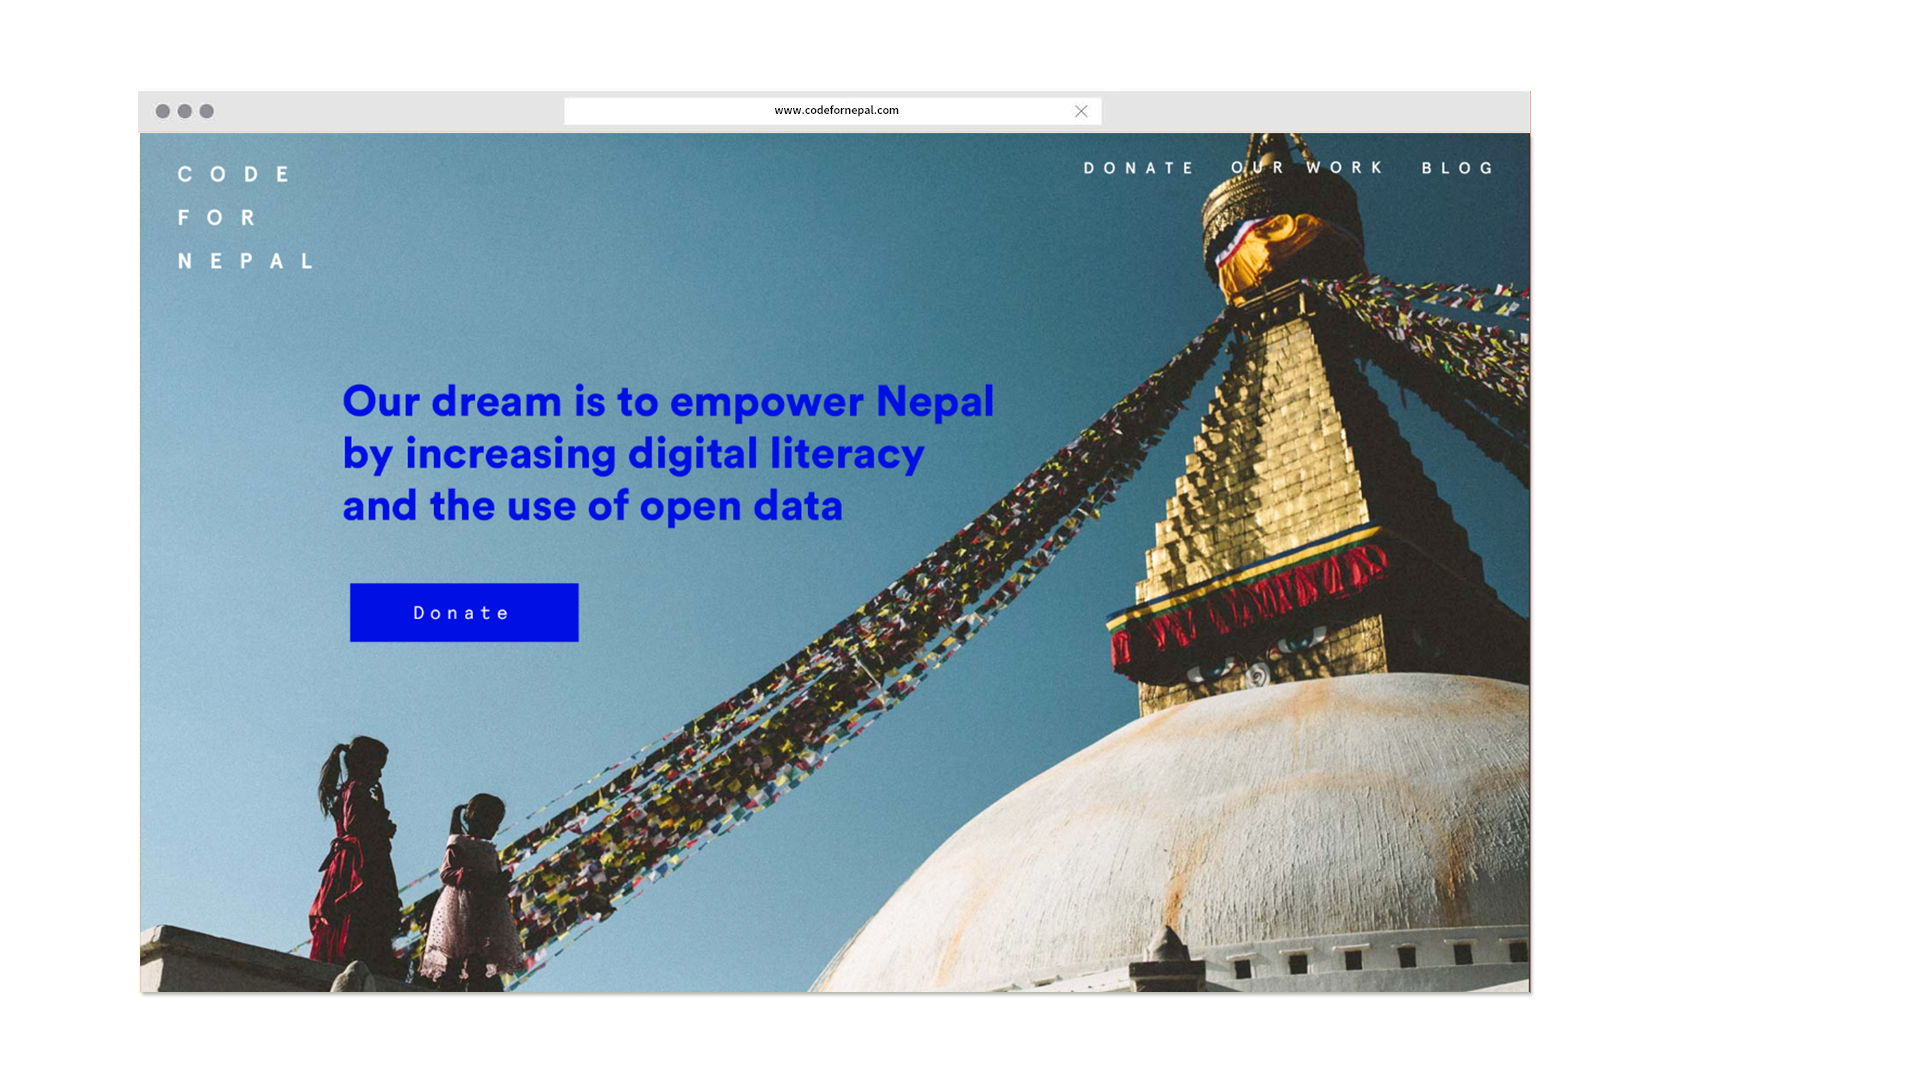 www.codefornepal.com
CODE
FOR
NEPAL
DONATE OUR WORK BLOG
Our dream is to empower Nepal
by increasing digital literacy
and the use of open data
Donate